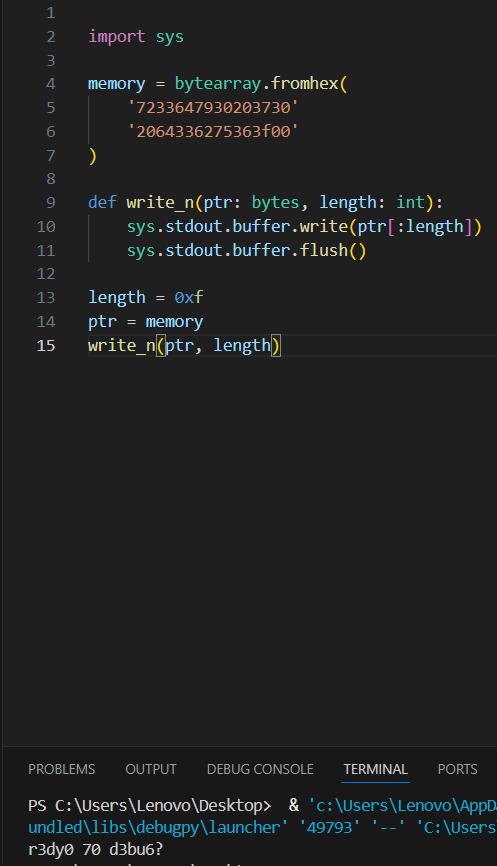 1
2 import sys
3
4 memory = bytearray.fromhex(
5 '7233647930203730'
6 '2064336275363f00'
7 )
8
9 def write_n(ptr: bytes, length: int):
10 sys.stdout.buffer.write(ptr[:length])
11 sys.stdout.buffer.flush()
12
13 length = 0xf
14 ptr = memory
15 write_n(ptr, length)
PROBLEMS OUTPUT DEBUG CONSOLE TERMINAL PORTS
PS C:\Users\Lenovo\Desktop> & 'c:\Users\Lenovo\AppD
undled\libs\debugpy\launcher' '49793' '--' 'C:\Users
r3dy0 70 d3bu6?